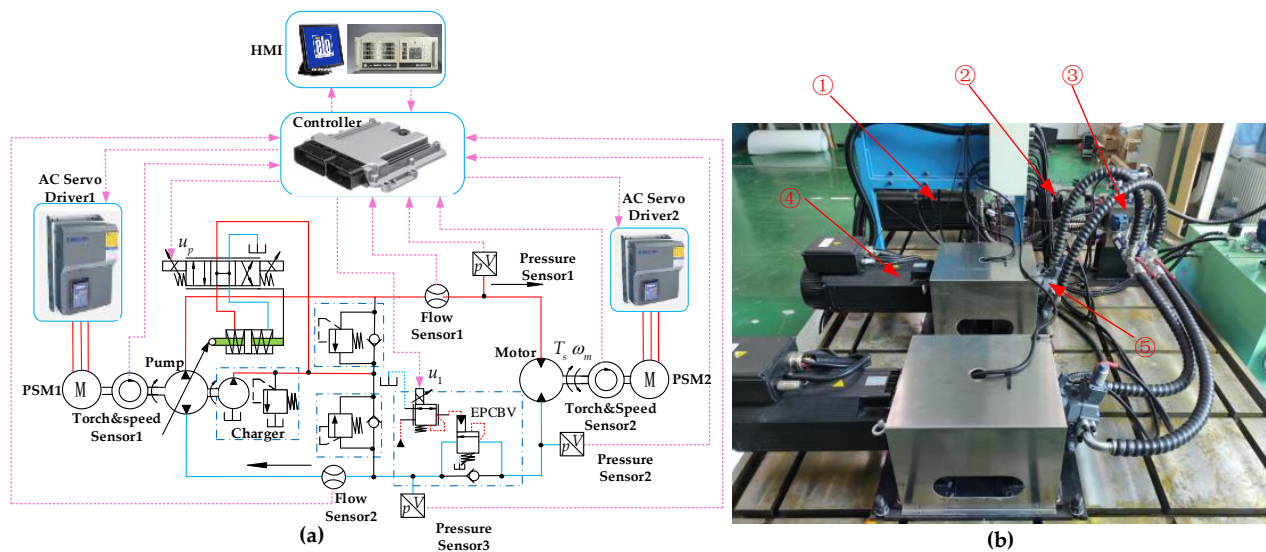 HMI
elo
Controller
AC Servo
Driver1
AC Servo
Driver2
u_p
p V
Pressure
Sensor1
Flow
Sensor1
Pump
Motor
T_s ω_m
PSM1
M
M
PSM2
Torch&speed
Sensor1
Charger
u_1
EPCBV
Torch&Speed
Sensor2
p V
Pressure
Sensor2
Flow
Sensor2
p V
Pressure
Sensor3
(a)
①
②
③
④
⑤
(b)